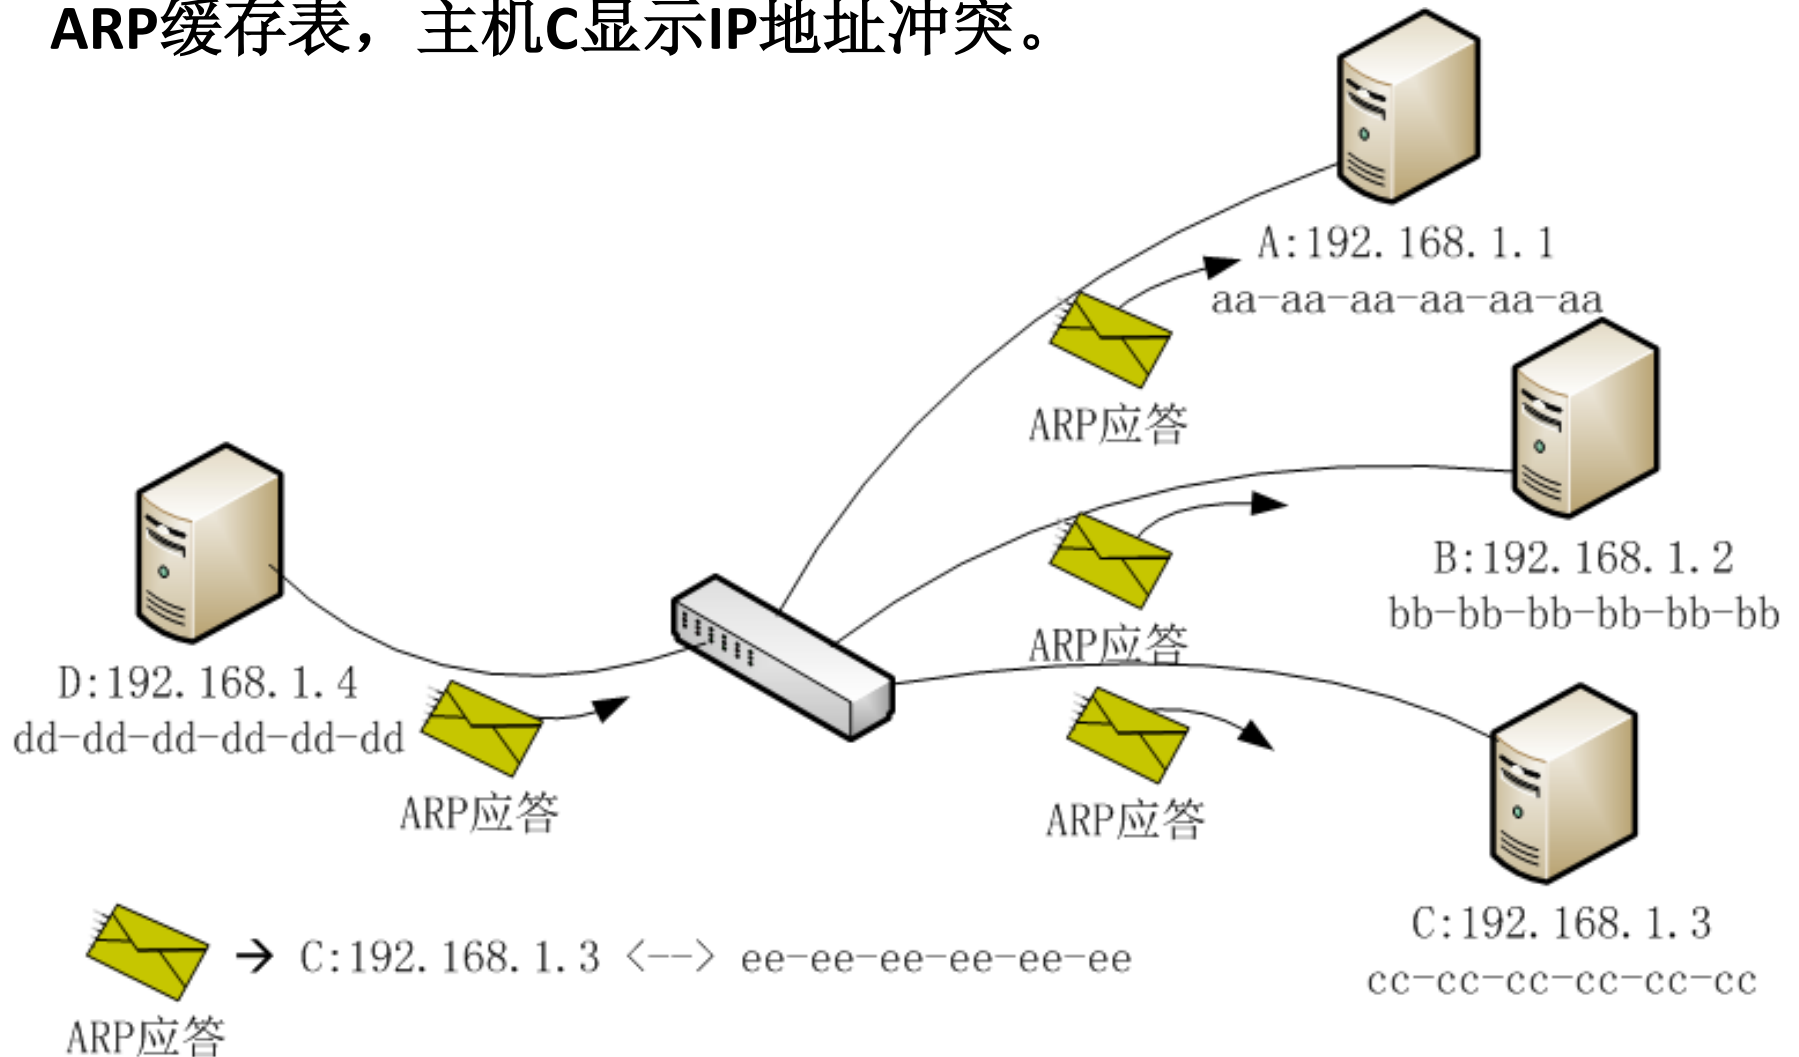 ARP缓存表，主机C显示IP地址冲突。
A:192.168.1.1
aa-aa-aa-aa-aa-aa
ARP应答
B:192.168.1.2
bb-bb-bb-bb-bb-bb
ARP应答
D:192.168.1.4
dd-dd-dd-dd-dd-dd
ARP应答
ARP应答
C:192.168.1.3
cc-cc-cc-cc-cc-cc
→ C:192.168.1.3 <--> ee-ee-ee-ee-ee-ee
ARP应答